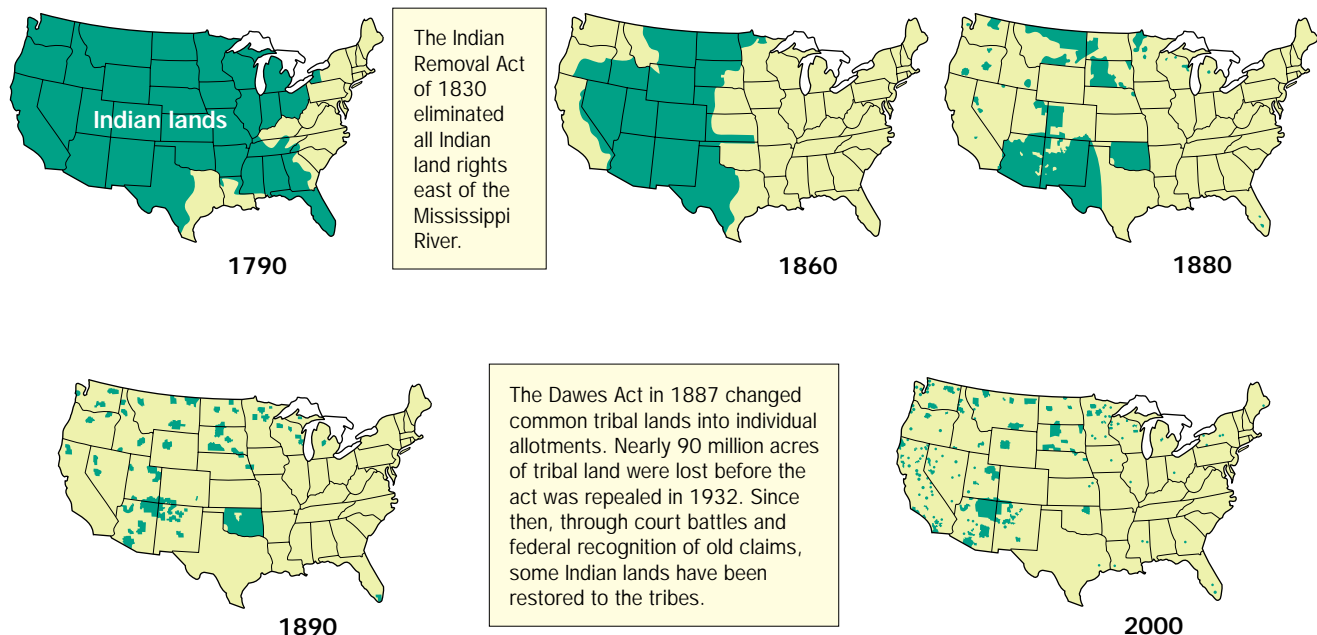 Indian lands
1790
The Indian
Removal Act
of 1830
eliminated
all Indian
land rights
east of the
Mississippi
River.
1860
1880
1890
The Dawes Act in 1887 changed
common tribal lands into individual
allotments. Nearly 90 million acres
of tribal land were lost before the
act was repealed in 1932. Since
then, through court battles and
federal recognition of old claims,
some Indian lands have been
restored to the tribes.
2000